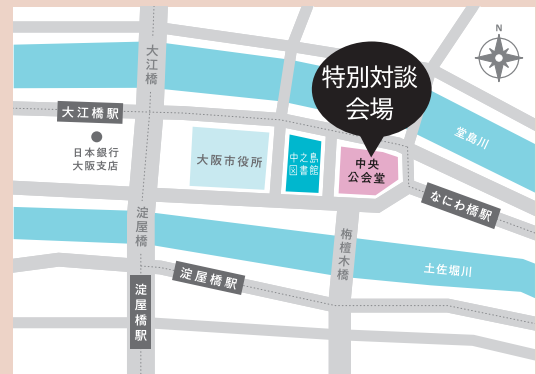 N
特別対談
会場
大江橋
大江橋駅
堂島川
日本銀行
大阪支店
大阪市役所
中之島
図書館
中央
公会堂
なにわ橋駅
淀屋橋
栴檀木橋
土佐堀川
淀屋橋駅
淀屋橋駅